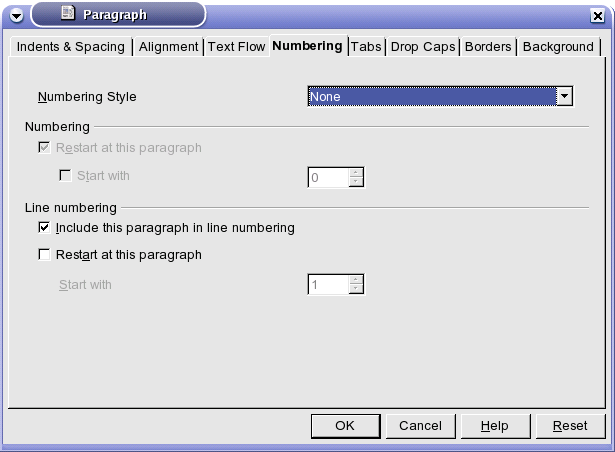 Paragraph
Indents & Spacing Alignment Text Flow Numbering Tabs Drop Caps Borders Background
Numbering Style None
Numbering
Restart at this paragraph
Start with 0
Line numbering
Include this paragraph in line numbering
Restart at this paragraph
Start with 1
OK Cancel Help Reset